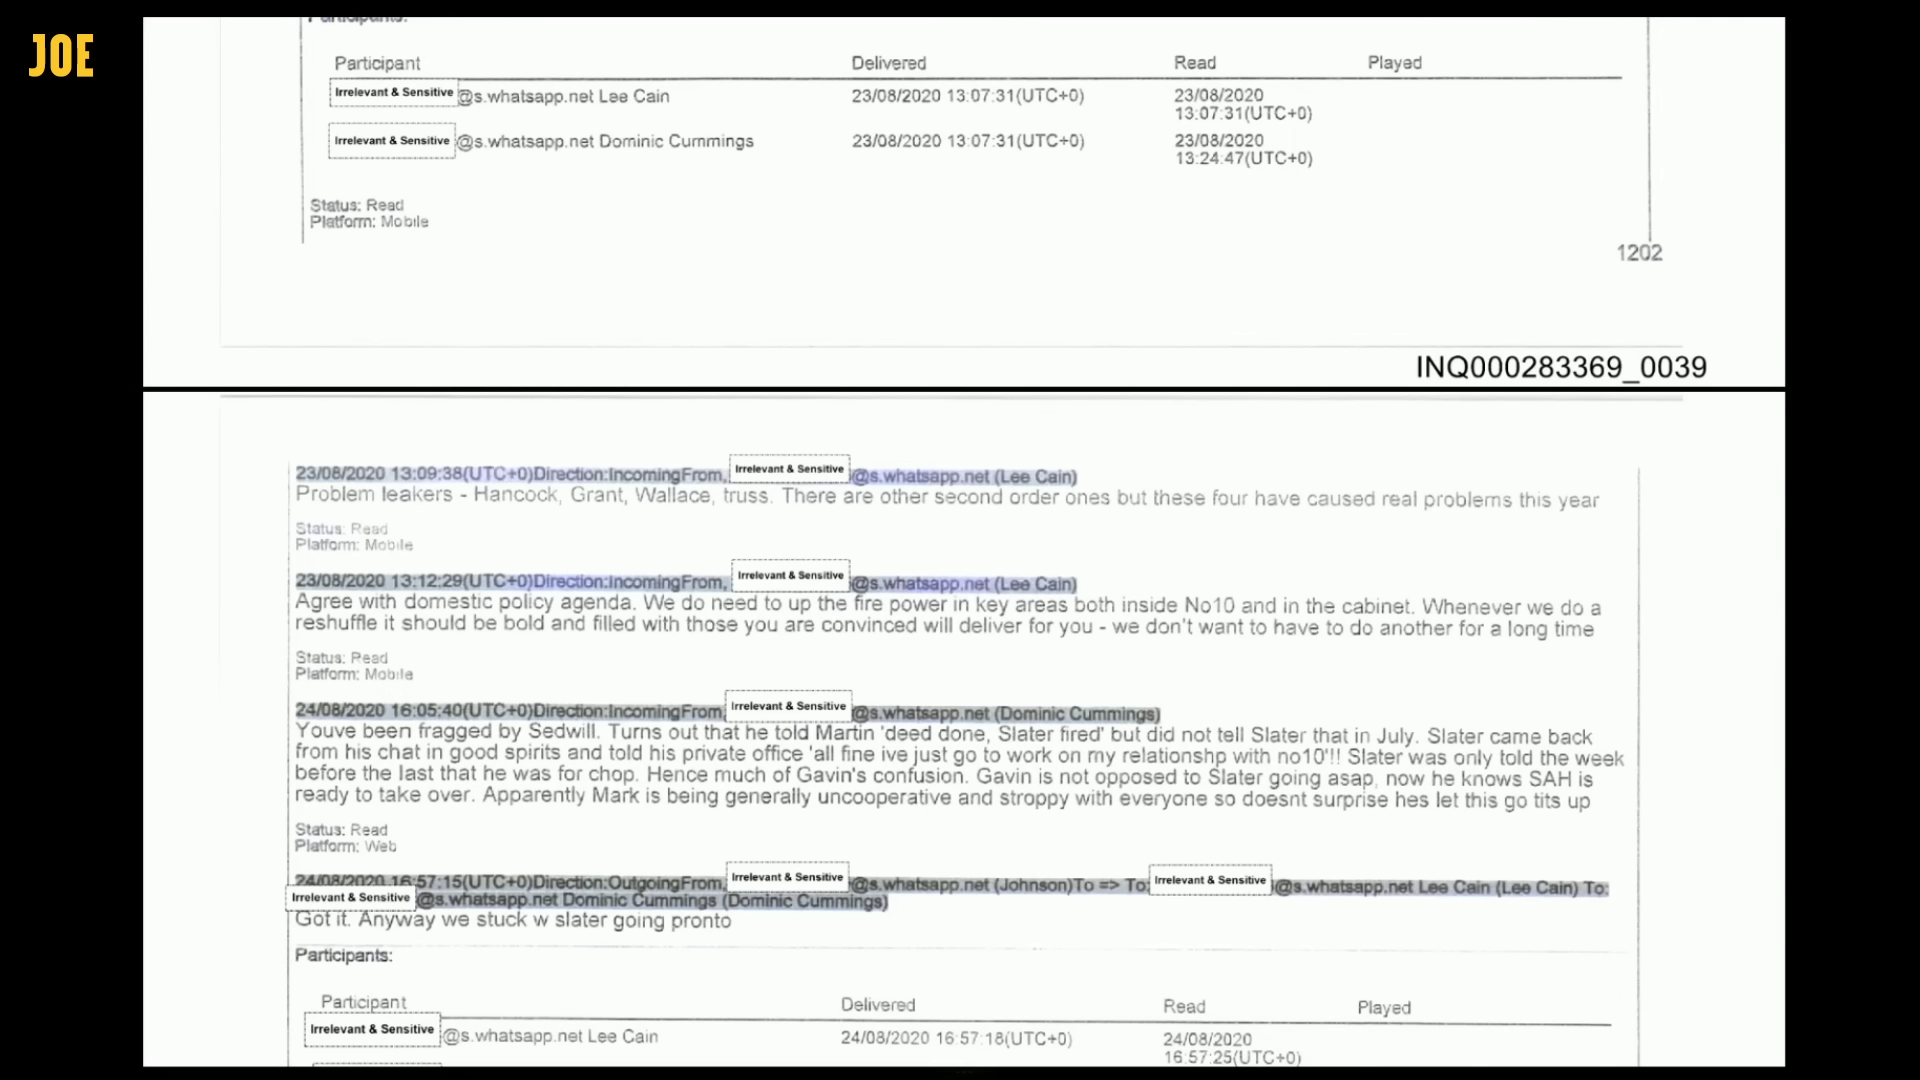 JOE
Participants:
Participant Delivered Read Played
Irrelevant & Sensitive @s.whatsapp.net Lee Cain 23/08/2020 13:07:31(UTC+0) 23/08/2020
13:07:31(UTC+0)
Irrelevant & Sensitive @s.whatsapp.net Dominic Cummings 23/08/2020 13:07:31(UTC+0) 23/08/2020
13:24:47(UTC+0)
Status: Read
Platform: Mobile
1202
INQ000283369_0039
23/08/2020 13:09:38(UTC+0)Direction:IncomingFrom, Irrelevant & Sensitive @s.whatsapp.net (Lee Cain)
Problem leakers - Hancock, Grant, Wallace, truss. There are other second order ones but these four have caused real problems this year
Status: Read
Platform: Mobile
23/08/2020 13:12:29(UTC+0)Direction:IncomingFrom, Irrelevant & Sensitive @s.whatsapp.net (Lee Cain)
Agree with domestic policy agenda. We do need to up the fire power in key areas both inside No10 and in the cabinet. Whenever we do a
reshuffle it should be bold and filled with those you are convinced will deliver for you - we don't want to have to do another for a long time
Status: Read
Platform: Mobile
24/08/2020 16:05:40(UTC+0)Direction:IncomingFrom, Irrelevant & Sensitive @s.whatsapp.net (Dominic Cummings)
Youve been fragged by Sedwill. Turns out that he told Martin 'deed done, Slater fired' but did not tell Slater that in July. Slater came back
from his chat in good spirits and told his private office 'all fine ive just go to work on my relationshp with no10'!! Slater was only told the week
before the last that he was for chop. Hence much of Gavin's confusion. Gavin is not opposed to Slater going asap, now he knows SAH is
ready to take over. Apparently Mark is being generally uncooperative and stroppy with everyone so doesnt surprise hes let this go tits up
Status: Read
Platform: Web
24/08/2020 16:57:15(UTC+0)Direction:OutgoingFrom, Irrelevant & Sensitive @s.whatsapp.net (Johnson)To => To: Irrelevant & Sensitive @s.whatsapp.net Lee Cain (Lee Cain) To:
Irrelevant & Sensitive @s.whatsapp.net Dominic Cummings (Dominic Cummings)
Got it. Anyway we stuck w slater going pronto
Participants:
Participant Delivered Read Played
Irrelevant & Sensitive @s.whatsapp.net Lee Cain 24/08/2020 16:57:18(UTC+0) 24/08/2020
16:57:25(UTC+0)